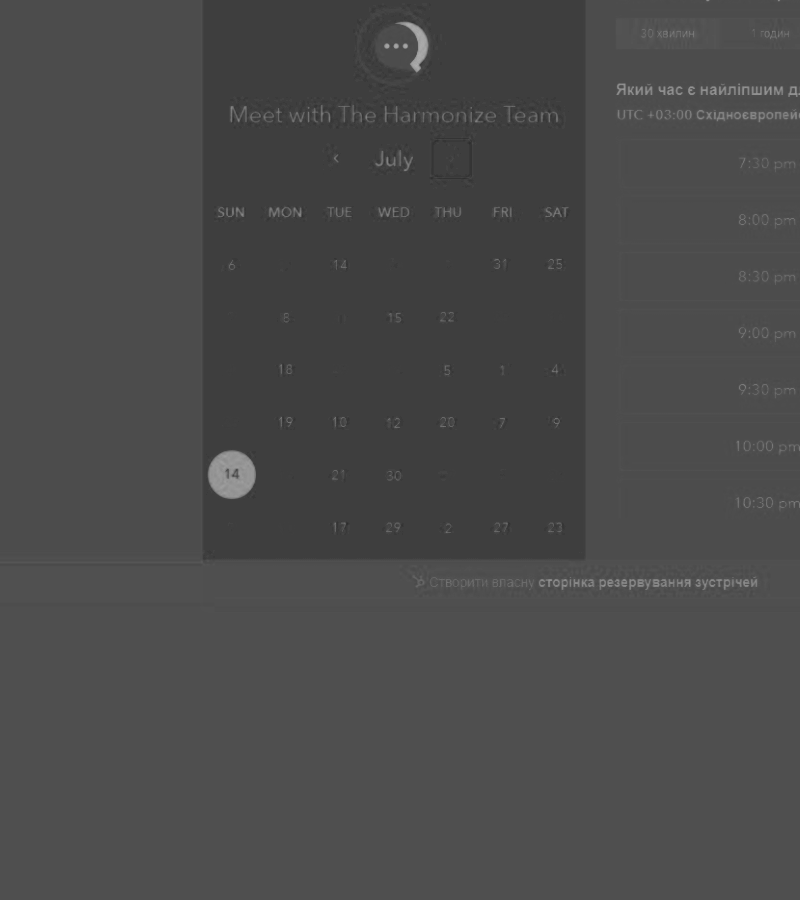 Meet with The Harmonize Team
‹ July ›
SUN MON TUE WED THU FRI SAT
6 14 31 25
8 15 22
18 5 1 4
19 10 12 20 7 9
14 21 30
17 29 2 27 23
30 хвилин 1 годин
Який час є найліпшим д
UTC +03:00 Східноєвропей
7:30 pm
8:00 pm
8:30 pm
9:00 pm
9:30 pm
10:00 pm
10:30 pm
Створити власну сторінка резервування зустрічей